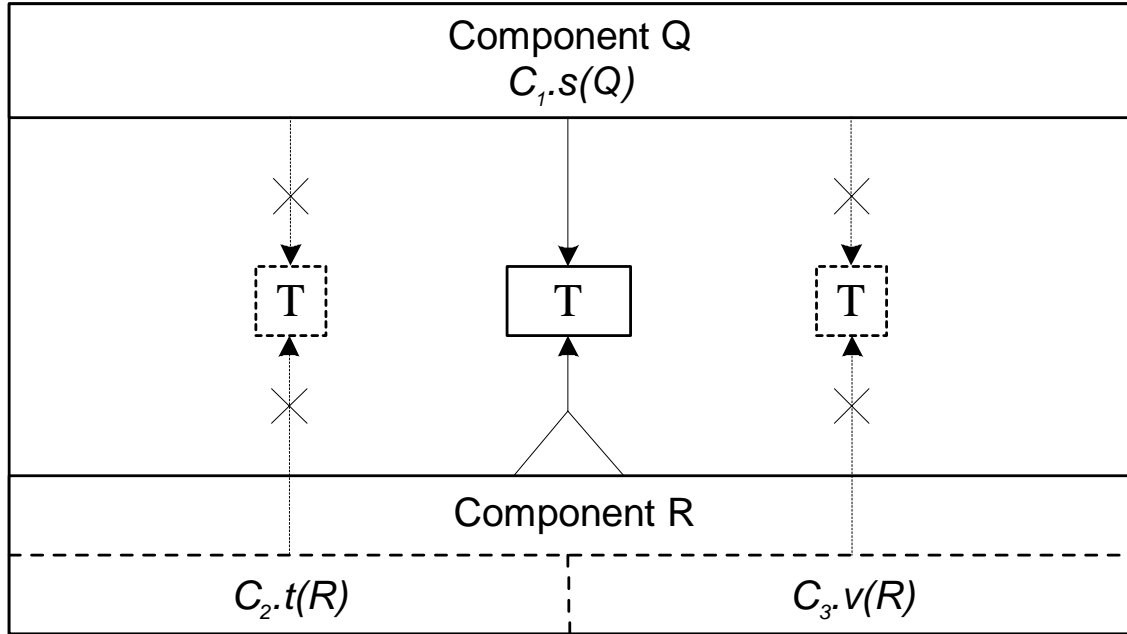 Component Q
C₁.s(Q)
T T T
Component R
C₂.t(R) C₃.v(R)